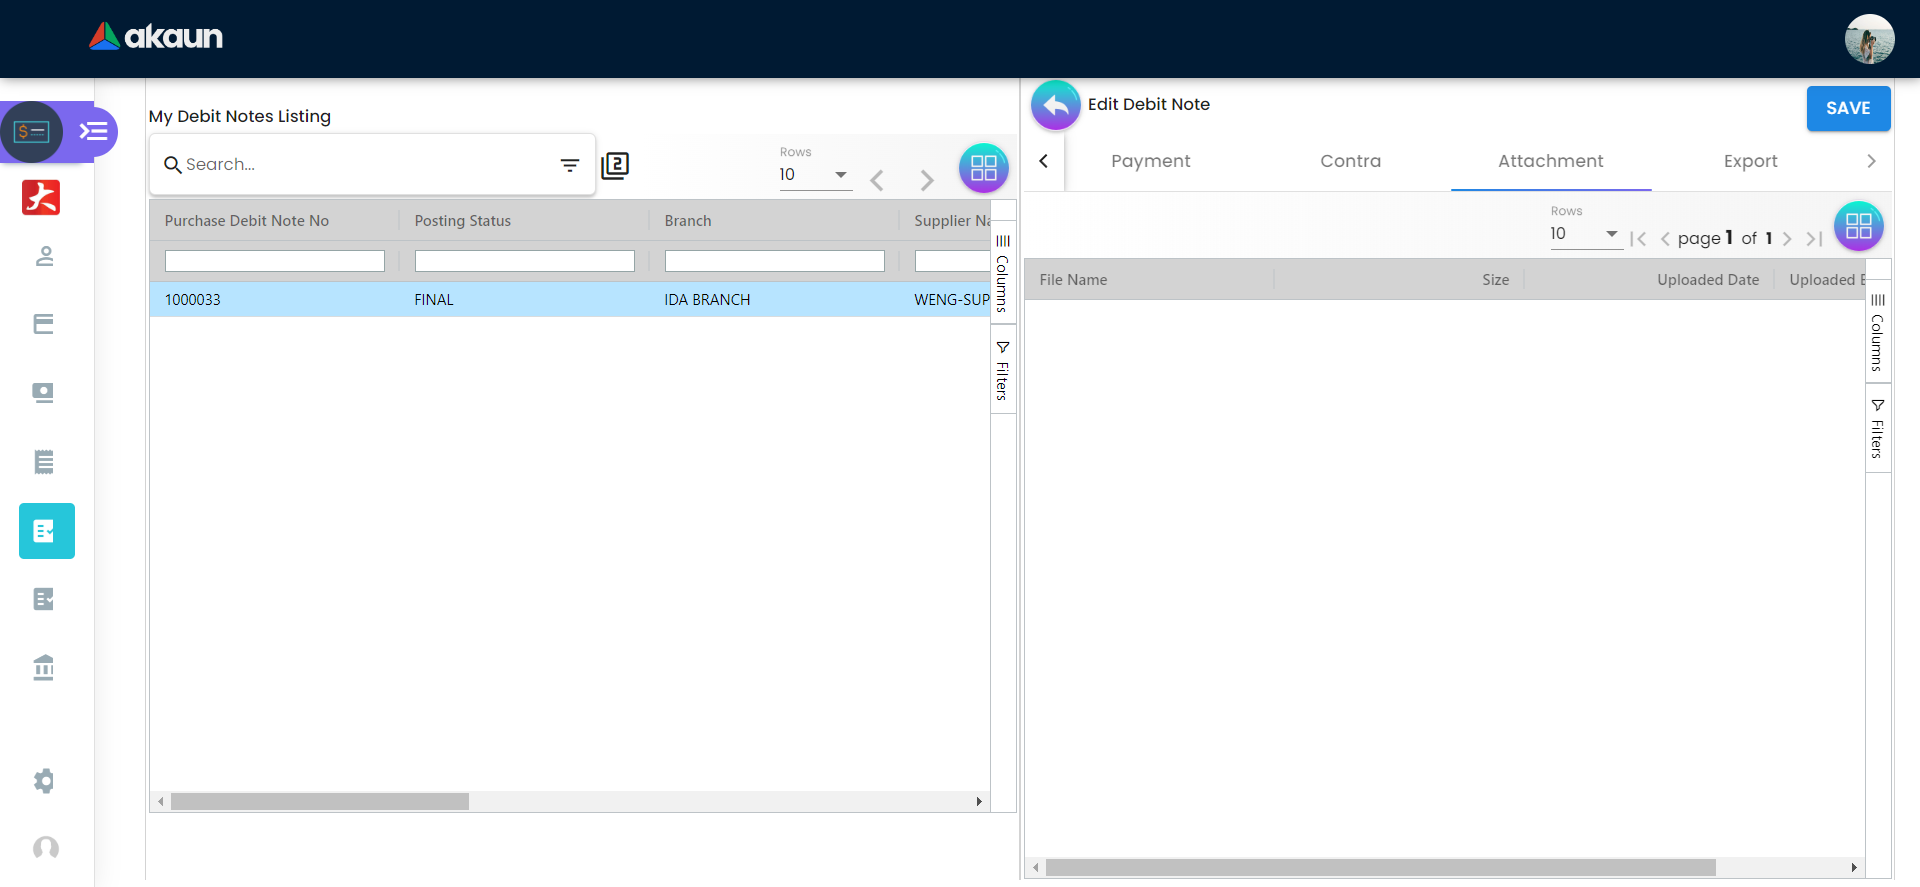 akaun
My Debit Notes Listing
Search...
2
Rows
10
Purchase Debit Note No
Posting Status
Branch
Supplier Na
1000033
FINAL
IDA BRANCH
WENG-SUP
Columns
Filters
Edit Debit Note
SAVE
Payment
Contra
Attachment
Export
Rows
10
page 1 of 1
File Name
Size
Uploaded Date
Uploaded B
Columns
Filters